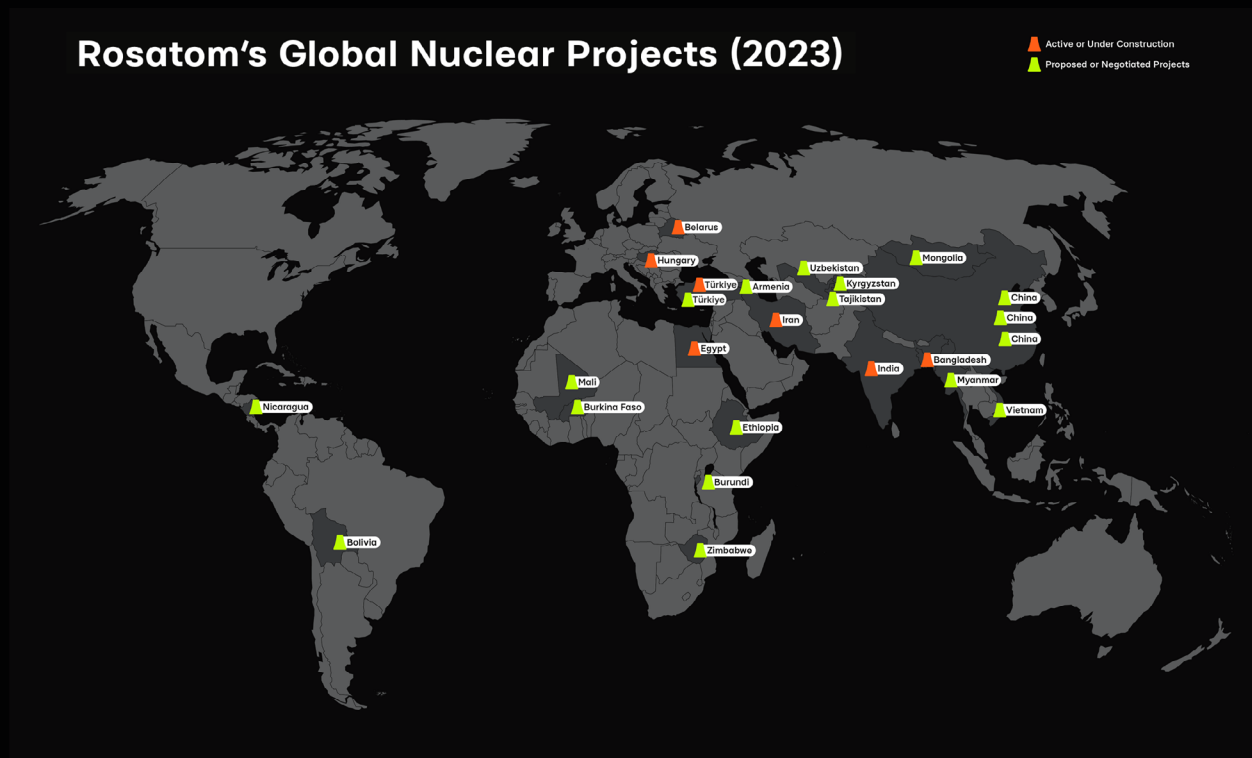 Rosatom's Global Nuclear Projects (2023)
Active or Under Construction
Proposed or Negotiated Projects
Belarus
Hungary
Mongolia
Uzbekistan
Türkiye
Armenia
Kyrgyzstan
Türkiye
Tajikistan
China
Iran
China
Egypt
China
Bangladesh
India
Mali
Myanmar
Nicaragua
Burkina Faso
Vietnam
Ethiopia
Burundi
Bolivia
Zimbabwe